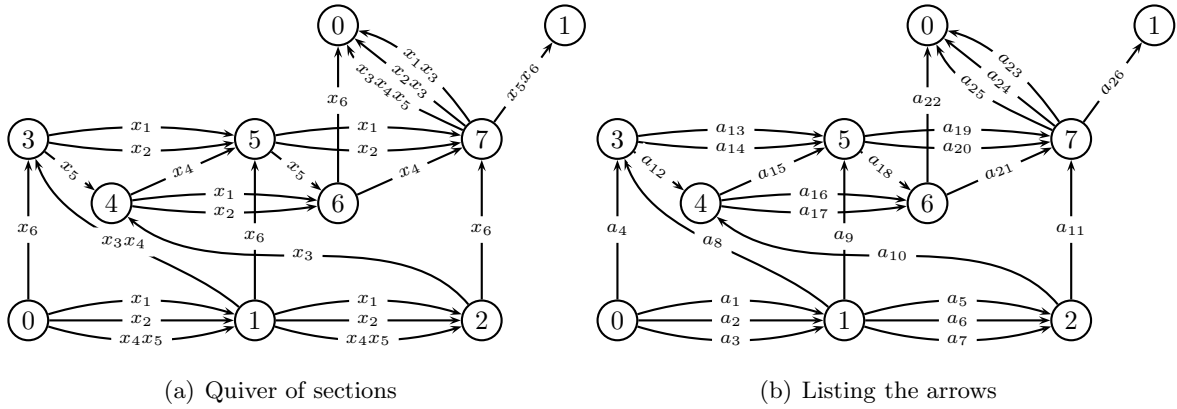 0 1 0 1
x₁x₃ x₂x₃ x₃x₄x₅ x₅x₆ a₂₃ a₂₄ a₂₅ a₂₆
x₆ a₂₂
3 x₁ x₂ 5 x₁ x₂ 7 3 a₁₃ a₁₄ 5 a₁₉ a₂₀ 7
x₅ x₄ x₅ x₄ a₁₂ a₁₅ a₁₈ a₂₁
4 x₁ x₂ 6 4 a₁₆ a₁₇ 6
x₆ x₃x₄ x₆ x₃ x₆ a₄ a₈ a₉ a₁₀ a₁₁
0 x₁ x₂ x₄x₅ 1 x₁ x₂ x₄x₅ 2 0 a₁ a₂ a₃ 1 a₅ a₆ a₇ 2
(a) Quiver of sections (b) Listing the arrows